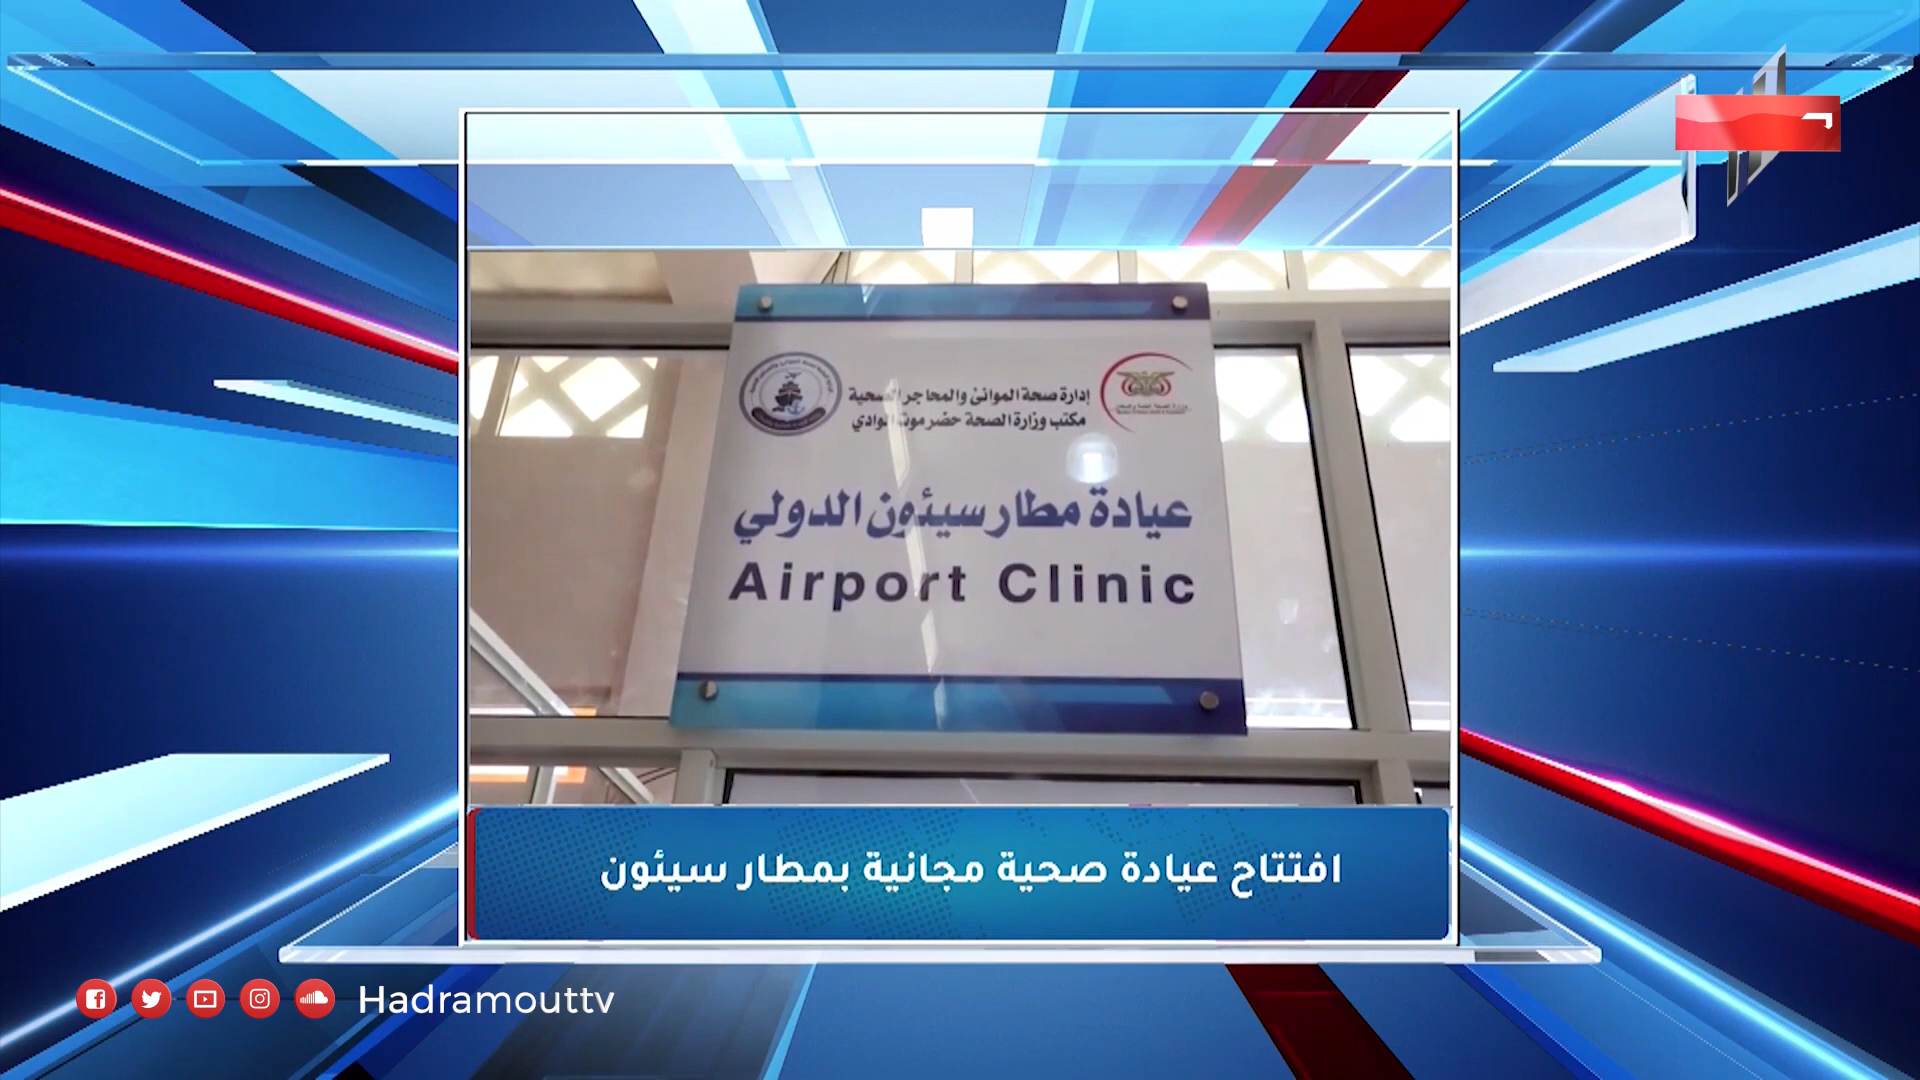 إدارة صحة الموانئ والمحاجر الصحية
مكتب وزارة الصحة حضرموت الوادي
عيادة مطار سيئون الدولي
Airport Clinic
افتتاح عيادة صحية مجانية بمطار سيئون
Hadramouttv